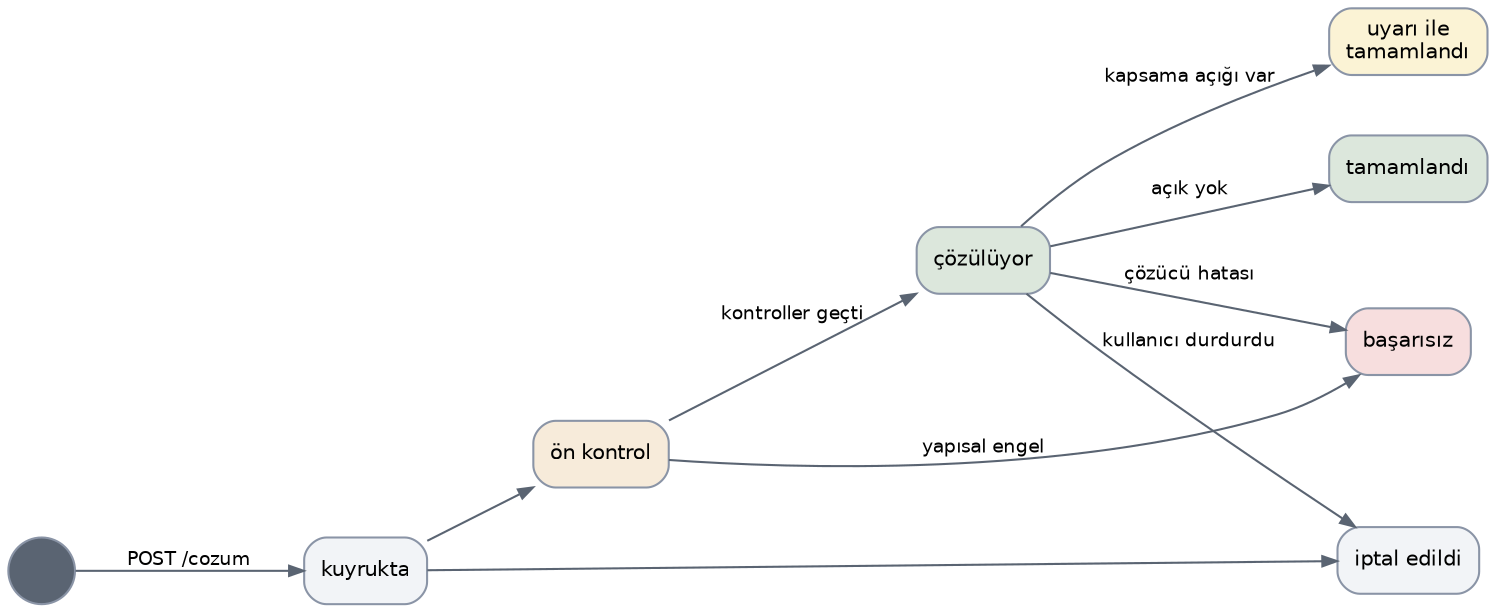 uyarı ile
tamamlandı
kapsama açığı var
tamamlandı
açık yok
çözülüyor
çözücü hatası
kontroller geçti
kullanıcı durdurdu
başarısız
ön kontrol
yapısal engel
POST /cozum
kuyrukta
iptal edildi